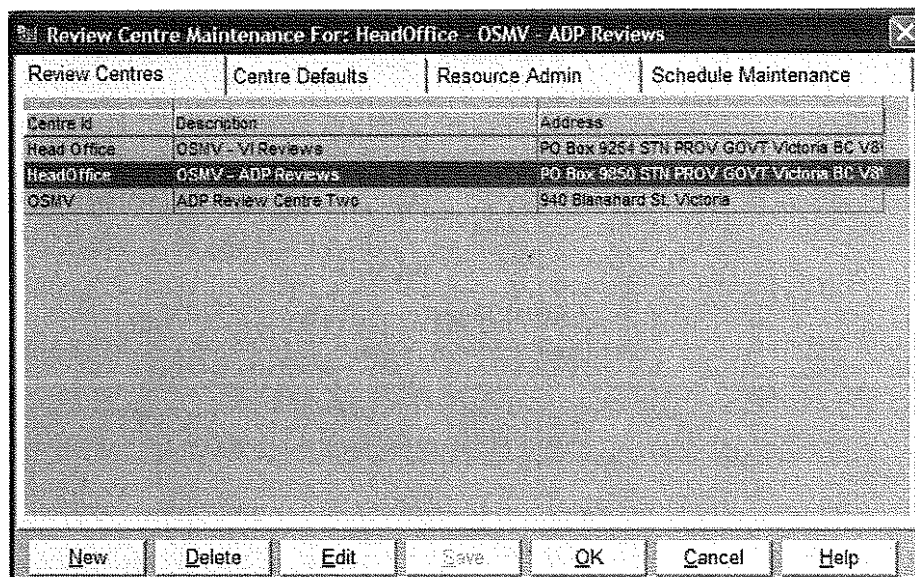 Review Centre Maintenance For: HeadOffice - OSMV - ADP Reviews
Review Centres Centre Defaults Resource Admin Schedule Maintenance
Centre Id Description Address
Head Office OSMV - VI Reviews PO Box 9254 STN PROV GOVT Victoria BC V8
HeadOffice OSMV - ADP Reviews PO Box 9850 STN PROV GOVT Victoria BC V8
OSMV ADP Review Centre Two 940 Blanshard St, Victoria
New Delete Edit Save OK Cancel Help